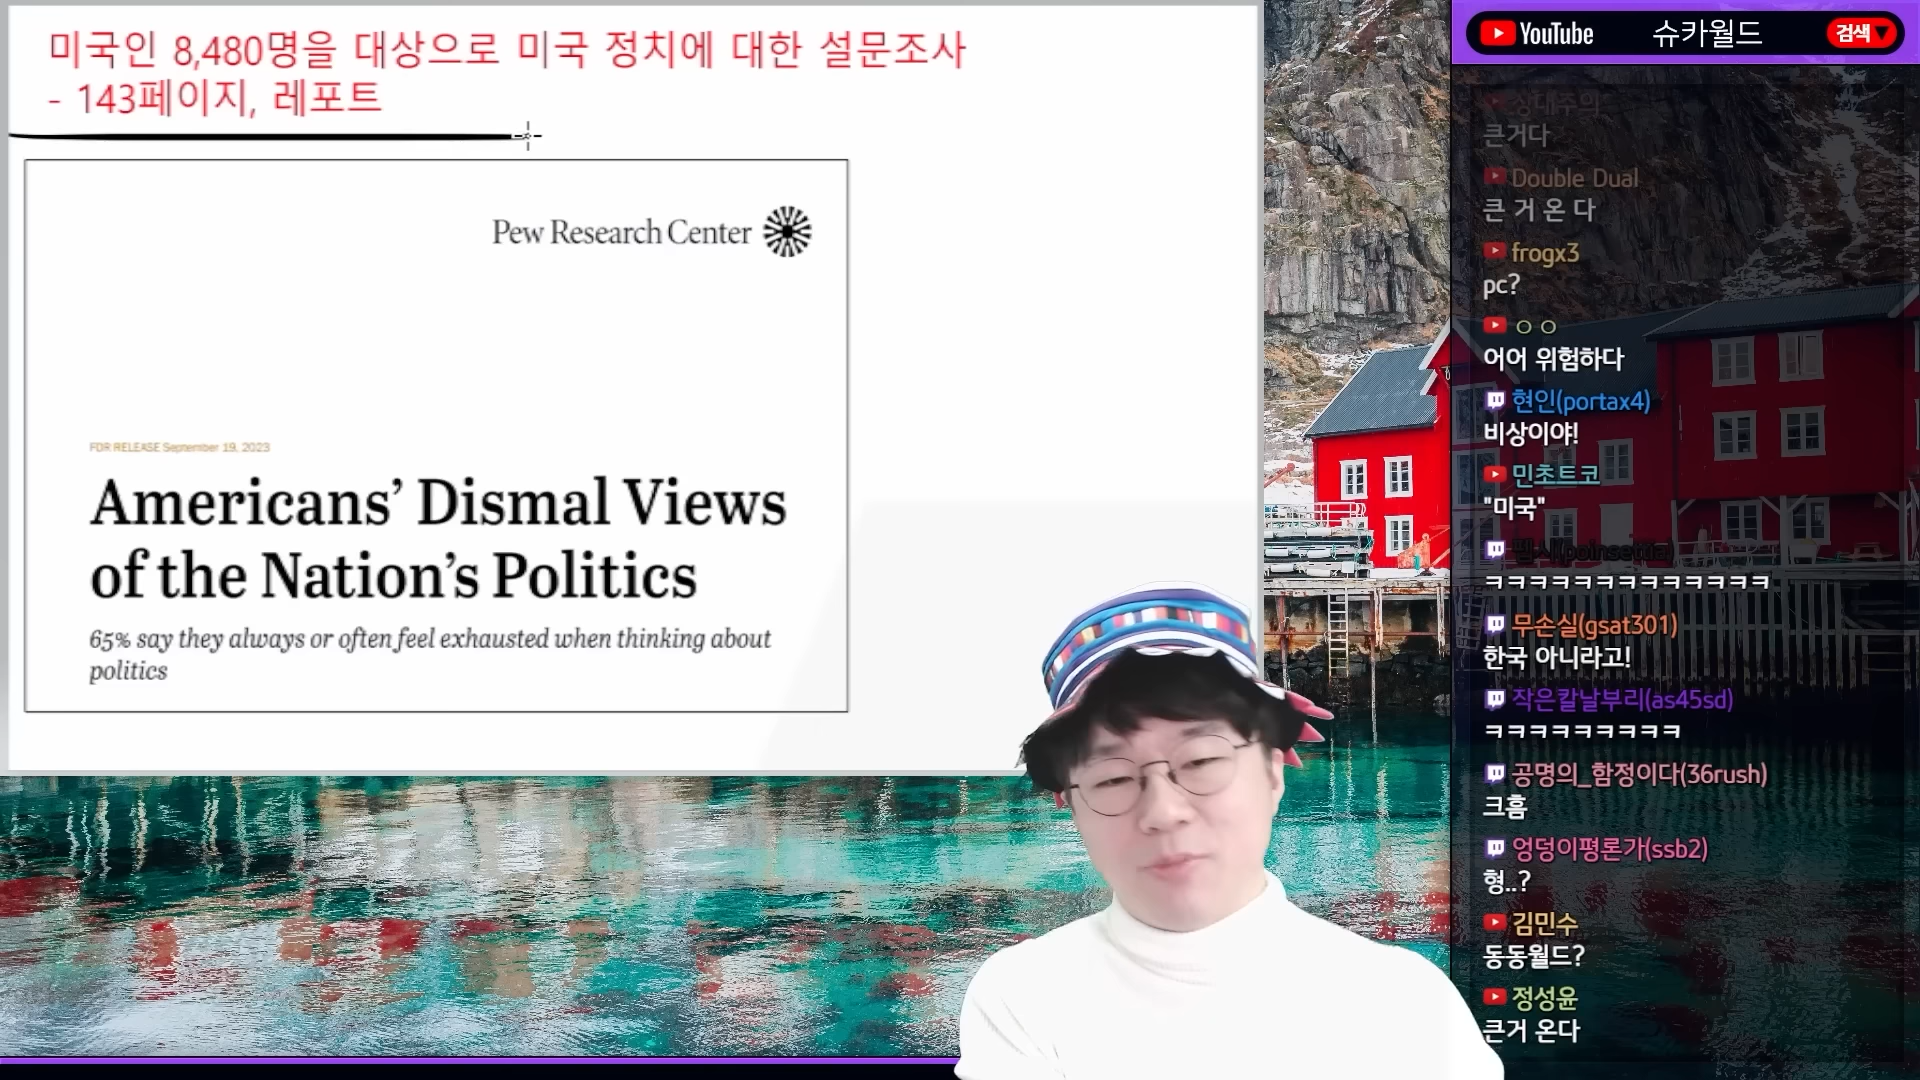 미국인 8,480명을 대상으로 미국 정치에 대한 설문조사
- 143페이지, 레포트
Pew Research Center
FOR RELEASE September 19, 2023
Americans’ Dismal Views
of the Nation’s Politics
65% say they always or often feel exhausted when thinking about
politics
YouTube 슈카월드 검색
상대주의
큰거다
Double Dual
큰 거 온 다
frogx3
pc?
ㅇㅇ
어어 위험하다
현인(portax4)
비상이야!
민초트코
"미국"
(poinsettia)
ㅋㅋㅋㅋㅋㅋㅋㅋㅋㅋㅋㅋㅋ
무손실(gsat301)
한국 아니라고!
작은칼날부리(as45sd)
ㅋㅋㅋㅋㅋㅋㅋㅋㅋ
공명의_함정이다(36rush)
크흠
엉덩이평론가(ssb2)
형..?
김민수
동동월드?
정성윤
큰거 온다